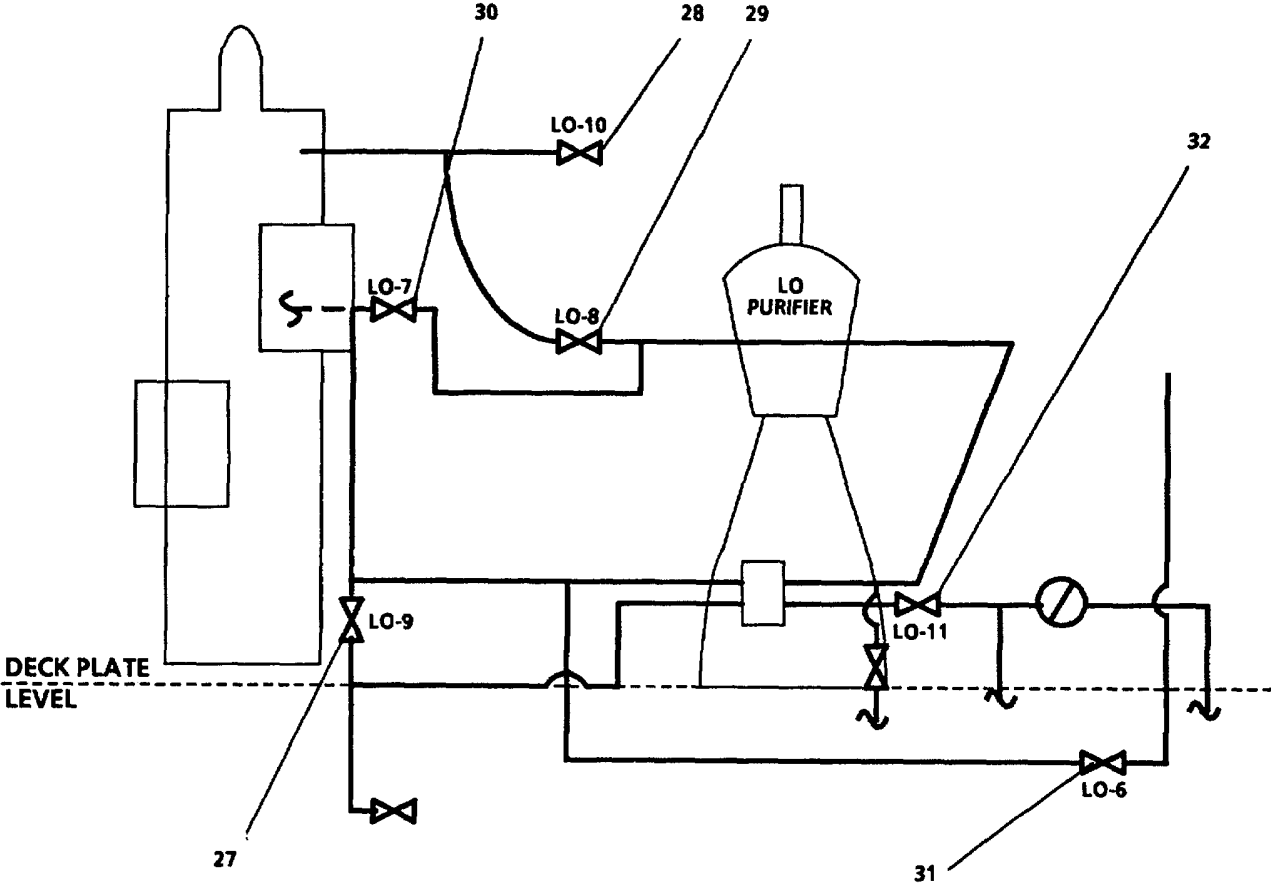 30
28
29
LO-10
32
LO-7
LO-8
LO
PURIFIER
LO-9
LO-11
DECK PLATE
LEVEL
LO-6
27
31